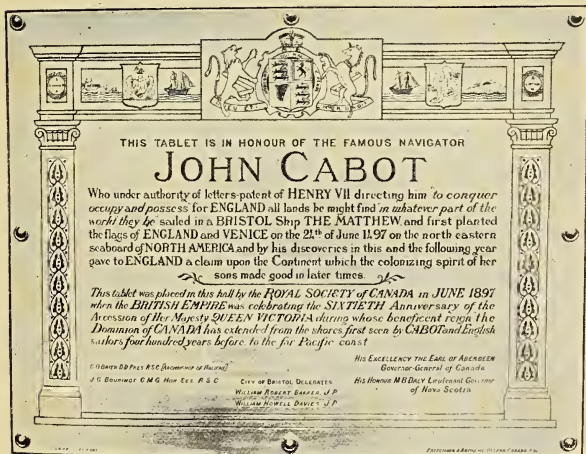 THIS TABLET IS IN HONOUR OF THE FAMOUS NAVIGATOR
JOHN CABOT
Who under authority of letters-patent of HENRY VII directing him "to conquer
occupy and possess" for ENGLAND all lands he might find "in whatever part of the
world they be" sailed in a BRISTOL Ship THE MATTHEW and first planted
the flags of ENGLAND and VENICE on the 24th of June 1497 on the north eastern
seaboard of NORTH AMERICA and by his discoveries in this and the following year
gave to ENGLAND a claim upon the Continent which the colonizing spirit of her
sons made good in later times.
This tablet was placed in this hall by the ROYAL SOCIETY of CANADA in JUNE 1897
when the BRITISH EMPIRE was celebrating the SIXTIETH Anniversary of the
Accession of Her Majesty QUEEN VICTORIA during whose beneficent reign the
Dominion of CANADA has extended from the shores first seen by CABOT and English
sailors four hundred years before, to the far Pacific coast
HIS EXCELLENCY THE EARL OF ABERDEEN
Governor-General of Canada
C O'BRIEN D D PRES R S C [ARCHBISHOP OF HALIFAX]
J G BOURINOT C M G HON SEC R S C
CITY OF BRISTOL DELEGATES
WILLIAM ROBERT BARKER, J P
WILLIAM HOWELL DAVIES, J P
HIS HONOUR M B DALY Lieutenant Governor
of Nova Scotia